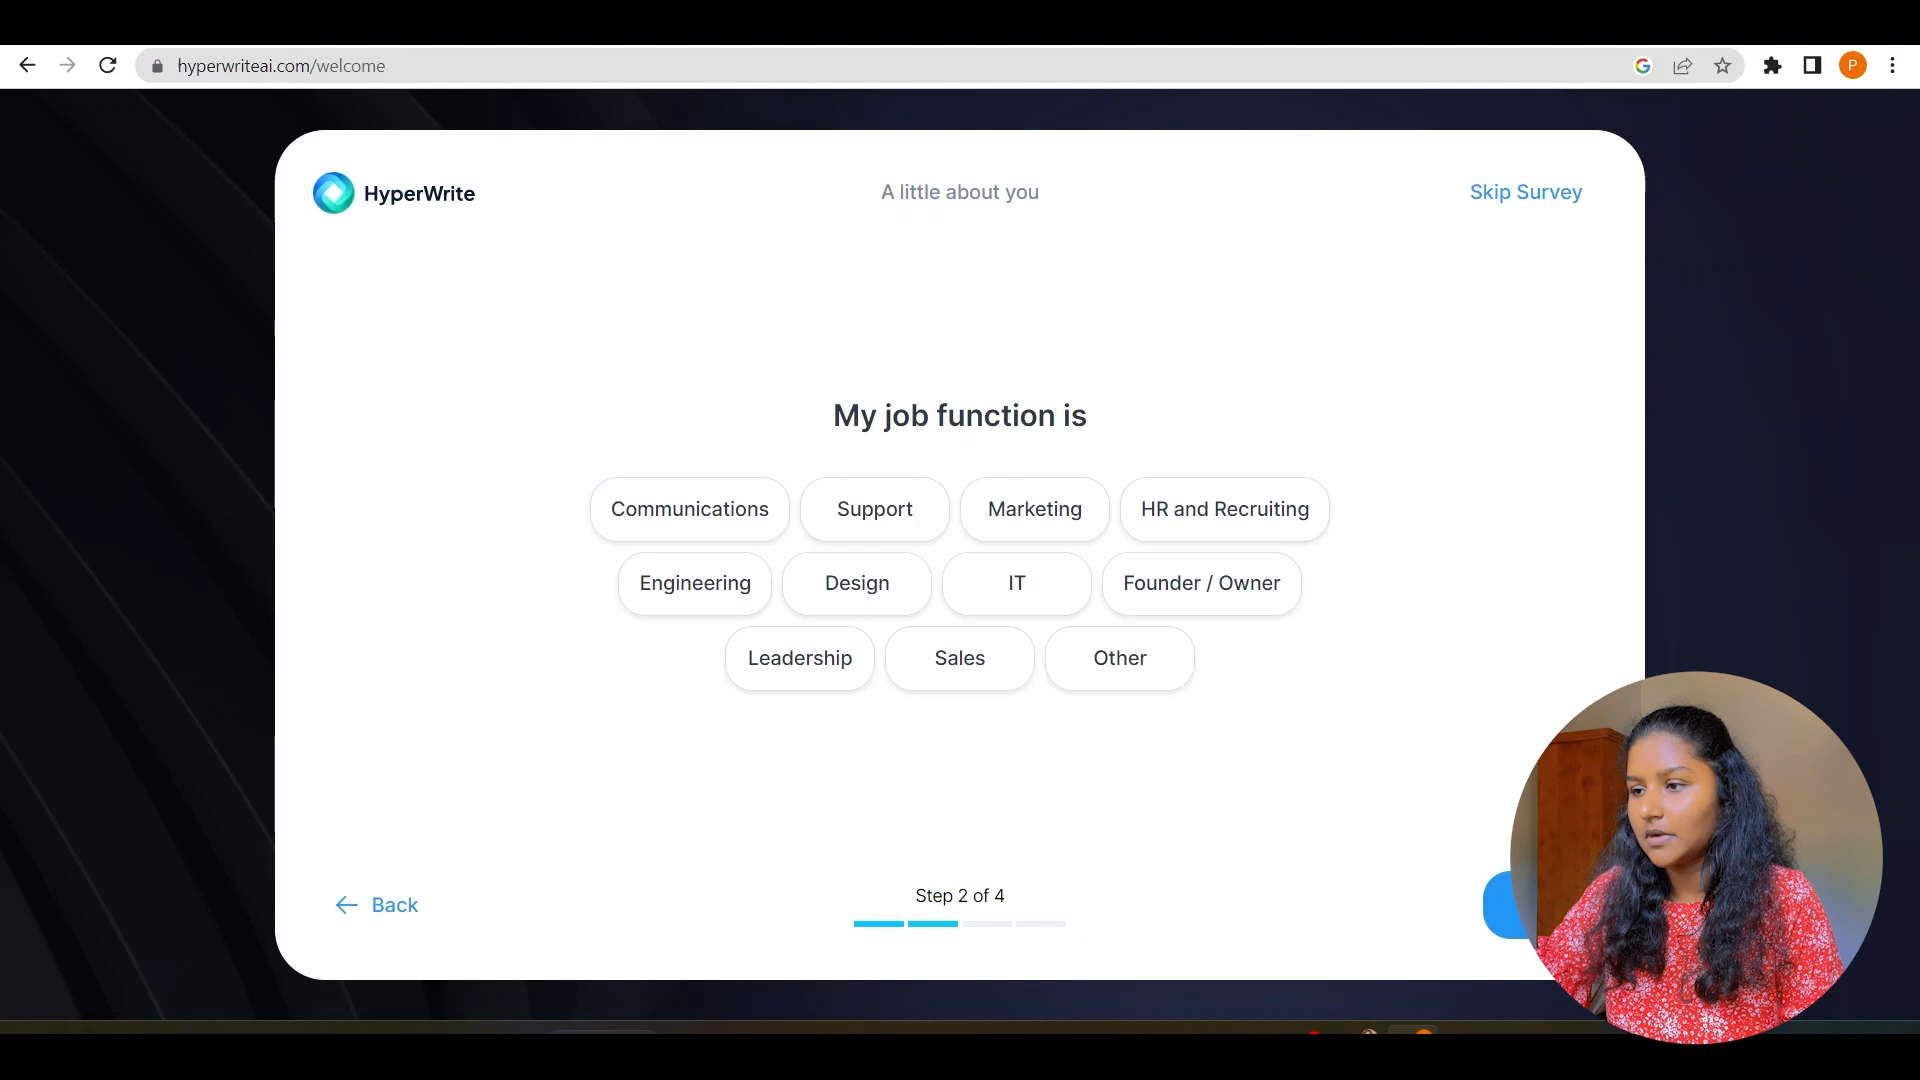 hyperwriteai.com/welcome
P
HyperWrite
A little about you
Skip Survey
My job function is
Communications
Support
Marketing
HR and Recruiting
Engineering
Design
IT
Founder / Owner
Leadership
Sales
Other
Back
Step 2 of 4